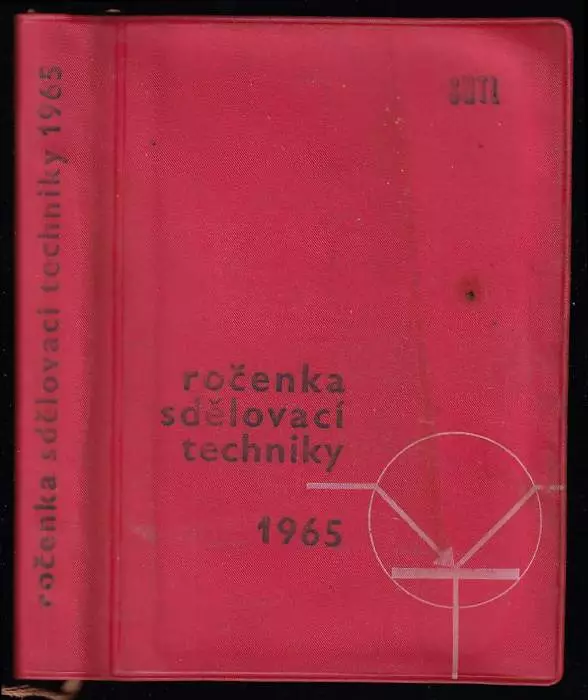 ročenka sdělovací techniky 1965
SNTL
ročenka
sdělovací
techniky
1965